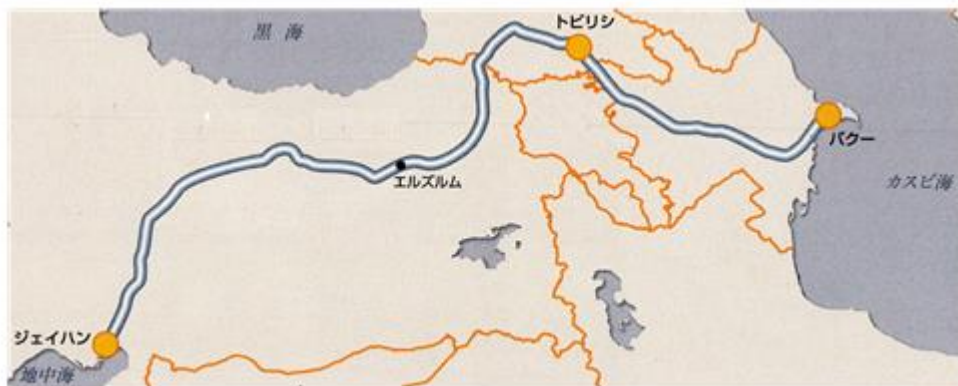 トビリシ
黒海
バクー
エルズルム
カスピ海
ジェイハン
地中海